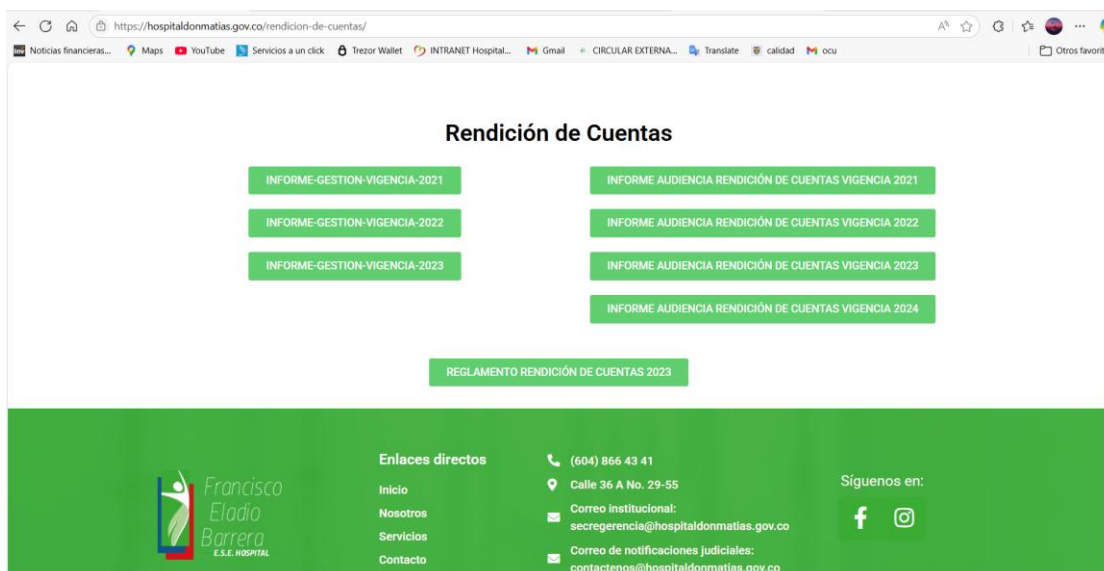 https://hospitaldonmatias.gov.co/rendicion-de-cuentas/
Noticias financieras... Maps YouTube Servicios a un click Trezor Wallet INTRANET Hospital... Gmail CIRCULAR EXTERNA... Translate calidad ocu Otros favorit
Rendición de Cuentas
INFORME-GESTION-VIGENCIA-2021
INFORME AUDIENCIA RENDICIÓN DE CUENTAS VIGENCIA 2021
INFORME-GESTION-VIGENCIA-2022
INFORME AUDIENCIA RENDICIÓN DE CUENTAS VIGENCIA 2022
INFORME-GESTION-VIGENCIA-2023
INFORME AUDIENCIA RENDICIÓN DE CUENTAS VIGENCIA 2023
INFORME AUDIENCIA RENDICIÓN DE CUENTAS VIGENCIA 2024
REGLAMENTO RENDICIÓN DE CUENTAS 2023
Francisco
Eladio
Barrera
E.S.E. HOSPITAL
Enlaces directos
Inicio
Nosotros
Servicios
Contacto
(604) 866 43 41
Calle 36 A No. 29-55
Correo institucional:
secregerencia@hospitaldonmatias.gov.co
Correo de notificaciones judiciales:
contactenos@hospitaldonmatias.gov.co
Síguenos en: